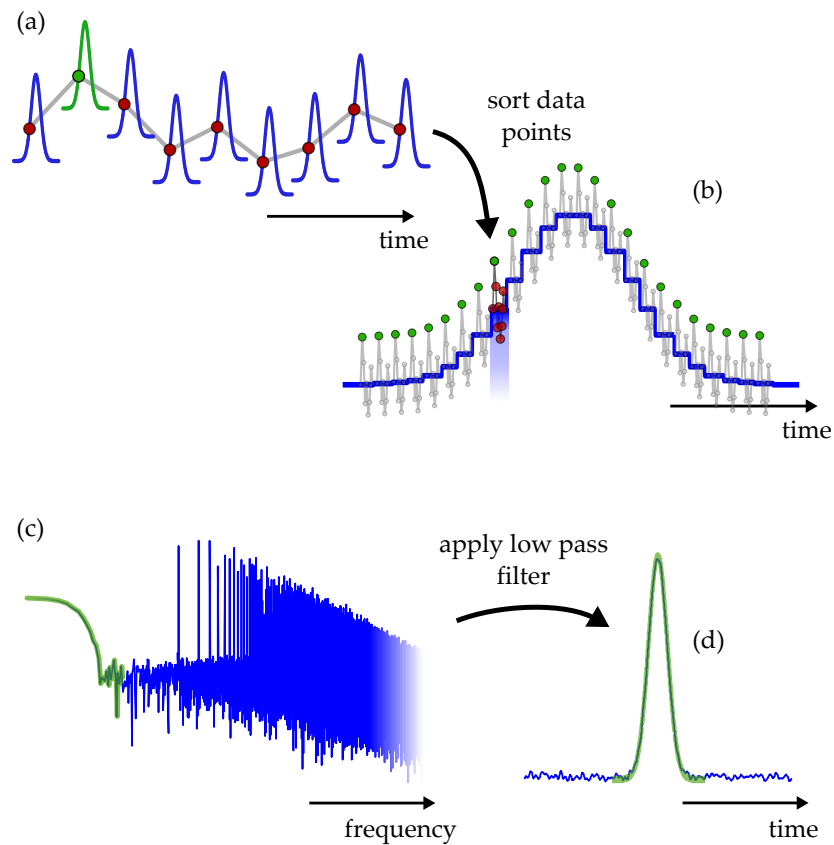 (a)
sort data
points
(b)
time
time
(c)
apply low pass
filter
(d)
frequency
time